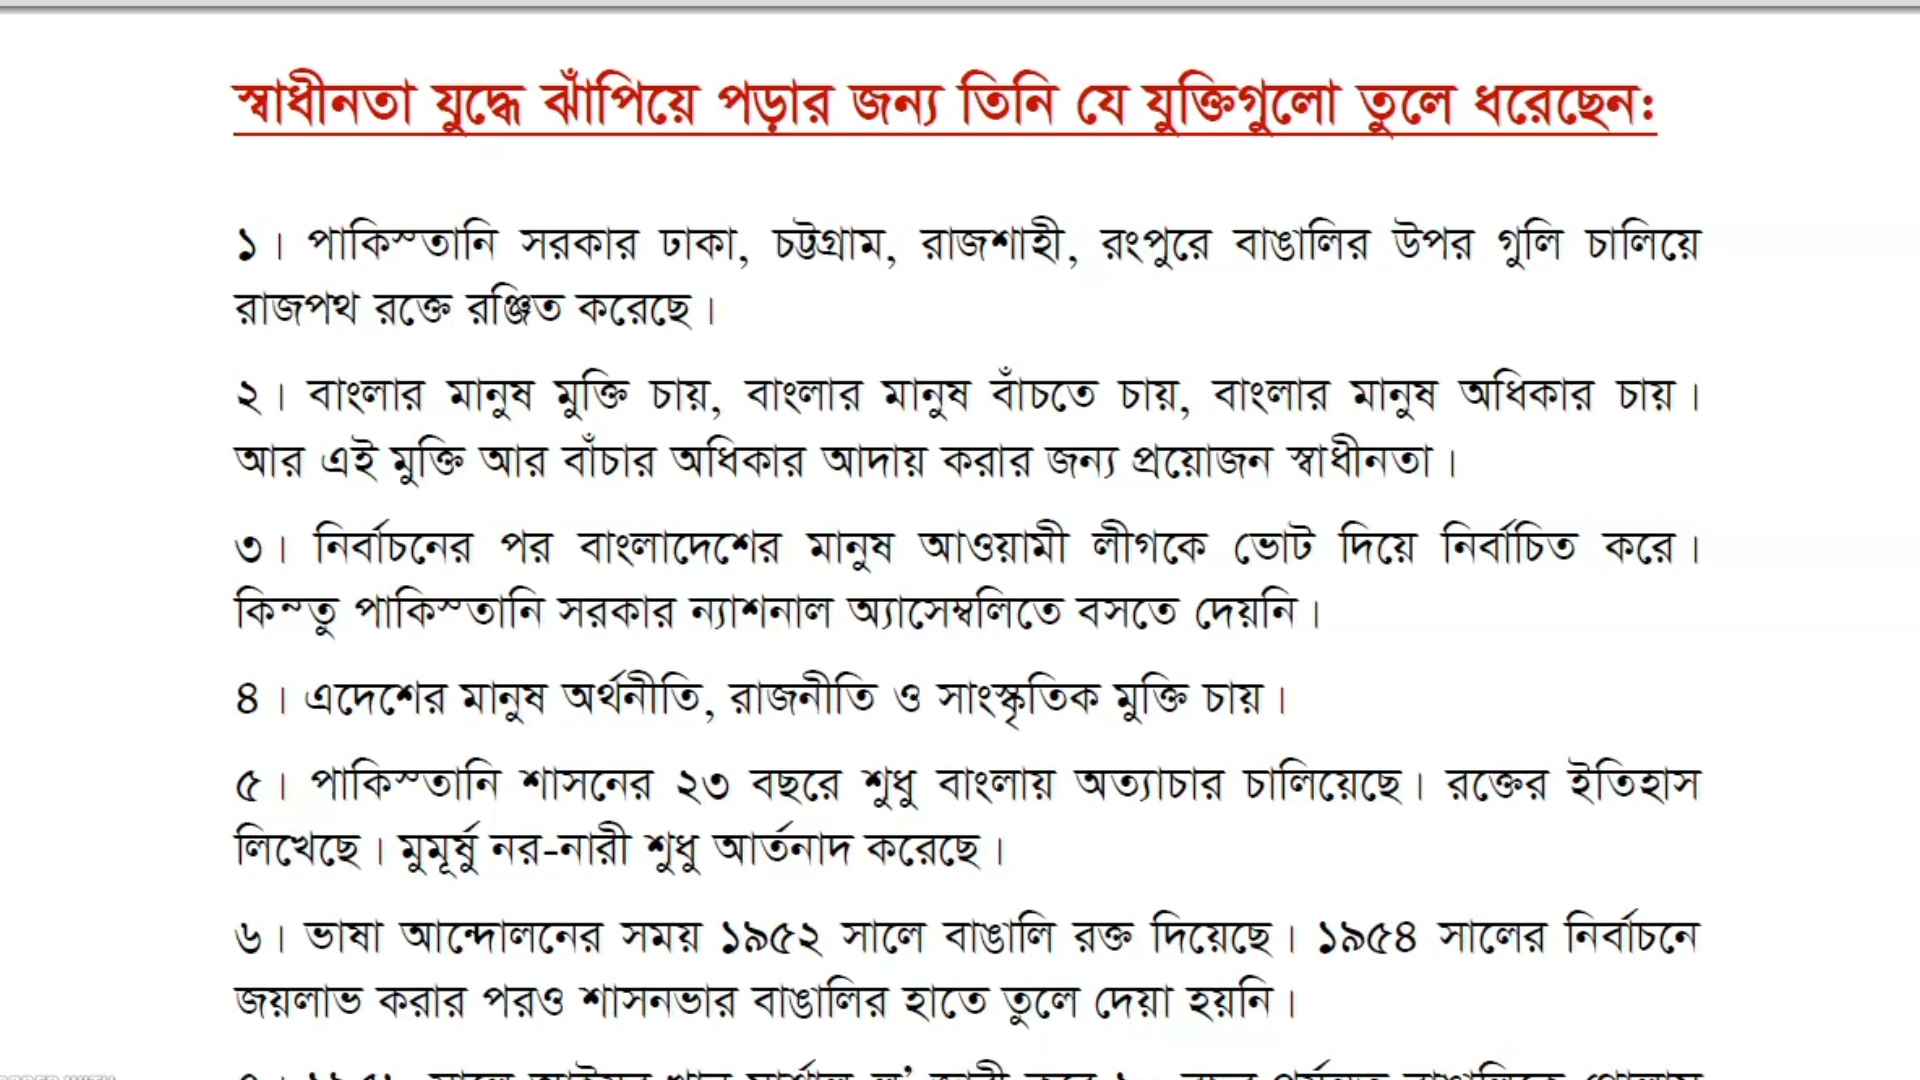 স্বাধীনতা যুদ্ধে ঝাঁপিয়ে পড়ার জন্য তিনি যে যুক্তিগুলো তুলে ধরেছেন:
১। পাকিস্তানি সরকার ঢাকা, চট্টগ্রাম, রাজশাহী, রংপুরে বাঙালির উপর গুলি চালিয়ে
রাজপথ রক্তে রঞ্জিত করেছে।
২। বাংলার মানুষ মুক্তি চায়, বাংলার মানুষ বাঁচতে চায়, বাংলার মানুষ অধিকার চায়।
আর এই মুক্তি আর বাঁচার অধিকার আদায় করার জন্য প্রয়োজন স্বাধীনতা।
৩। নির্বাচনের পর বাংলাদেশের মানুষ আওয়ামী লীগকে ভোট দিয়ে নির্বাচিত করে।
কিন্তু পাকিস্তানি সরকার ন্যাশনাল অ্যাসেম্বলিতে বসতে দেয়নি।
৪। এদেশের মানুষ অর্থনীতি, রাজনীতি ও সাংস্কৃতিক মুক্তি চায়।
৫। পাকিস্তানি শাসনের ২৩ বছরে শুধু বাংলায় অত্যাচার চালিয়েছে। রক্তের ইতিহাস
লিখেছে। মুমূর্ষু নর-নারী শুধু আর্তনাদ করেছে।
৬। ভাষা আন্দোলনের সময় ১৯৫২ সালে বাঙালি রক্ত দিয়েছে। ১৯৫৪ সালের নির্বাচনে
জয়লাভ করার পরও শাসনভার বাঙালির হাতে তুলে দেয়া হয়নি।